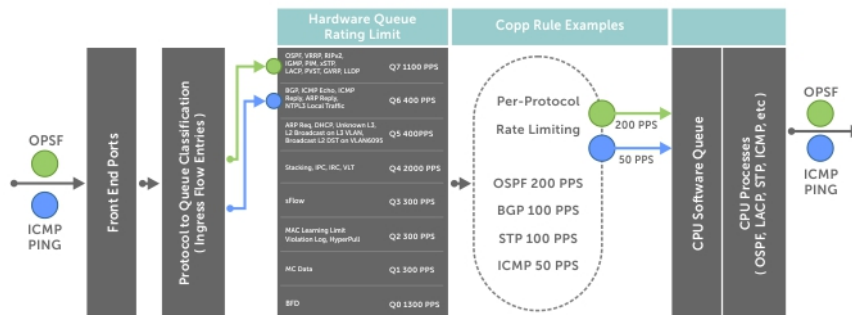 Hardware Queue
Rating Limit
Copp Rule Examples
OPSF
ICMP
PING
Front End Ports
Protocol to Queue Classification
( Ingress Flow Entries )
OSPF, VRRP, RIPv2,
IGMP, PIM, xSTP,
LACP, PVST, GVRP, LLDP
Q7 1100 PPS
BGP, ICMP Echo, ICMP
Reply, ARP Reply,
NTPL3 Local Traffic
Q6 400 PPS
ARP Req, DHCP, Unknown L3,
L2 Broadcast on L3 VLAN,
Broadcast L2 DST on VLAN6095
Q5 400PPS
Stacking, IPC, IRC, VLT
Q4 2000 PPS
sFlow
Q3 300 PPS
MAC Learning Limit
Violation Log, HyperPull
Q2 300 PPS
MC Data
Q1 300 PPS
BFD
Q0 1300 PPS
Per-Protocol
Rate Limiting
OSPF 200 PPS
BGP 100 PPS
STP 100 PPS
ICMP 50 PPS
200 PPS
50 PPS
CPU Software Queue
CPU Processes
( OSPF, LACP, STP, ICMP, etc )
OPSF
ICMP
PING